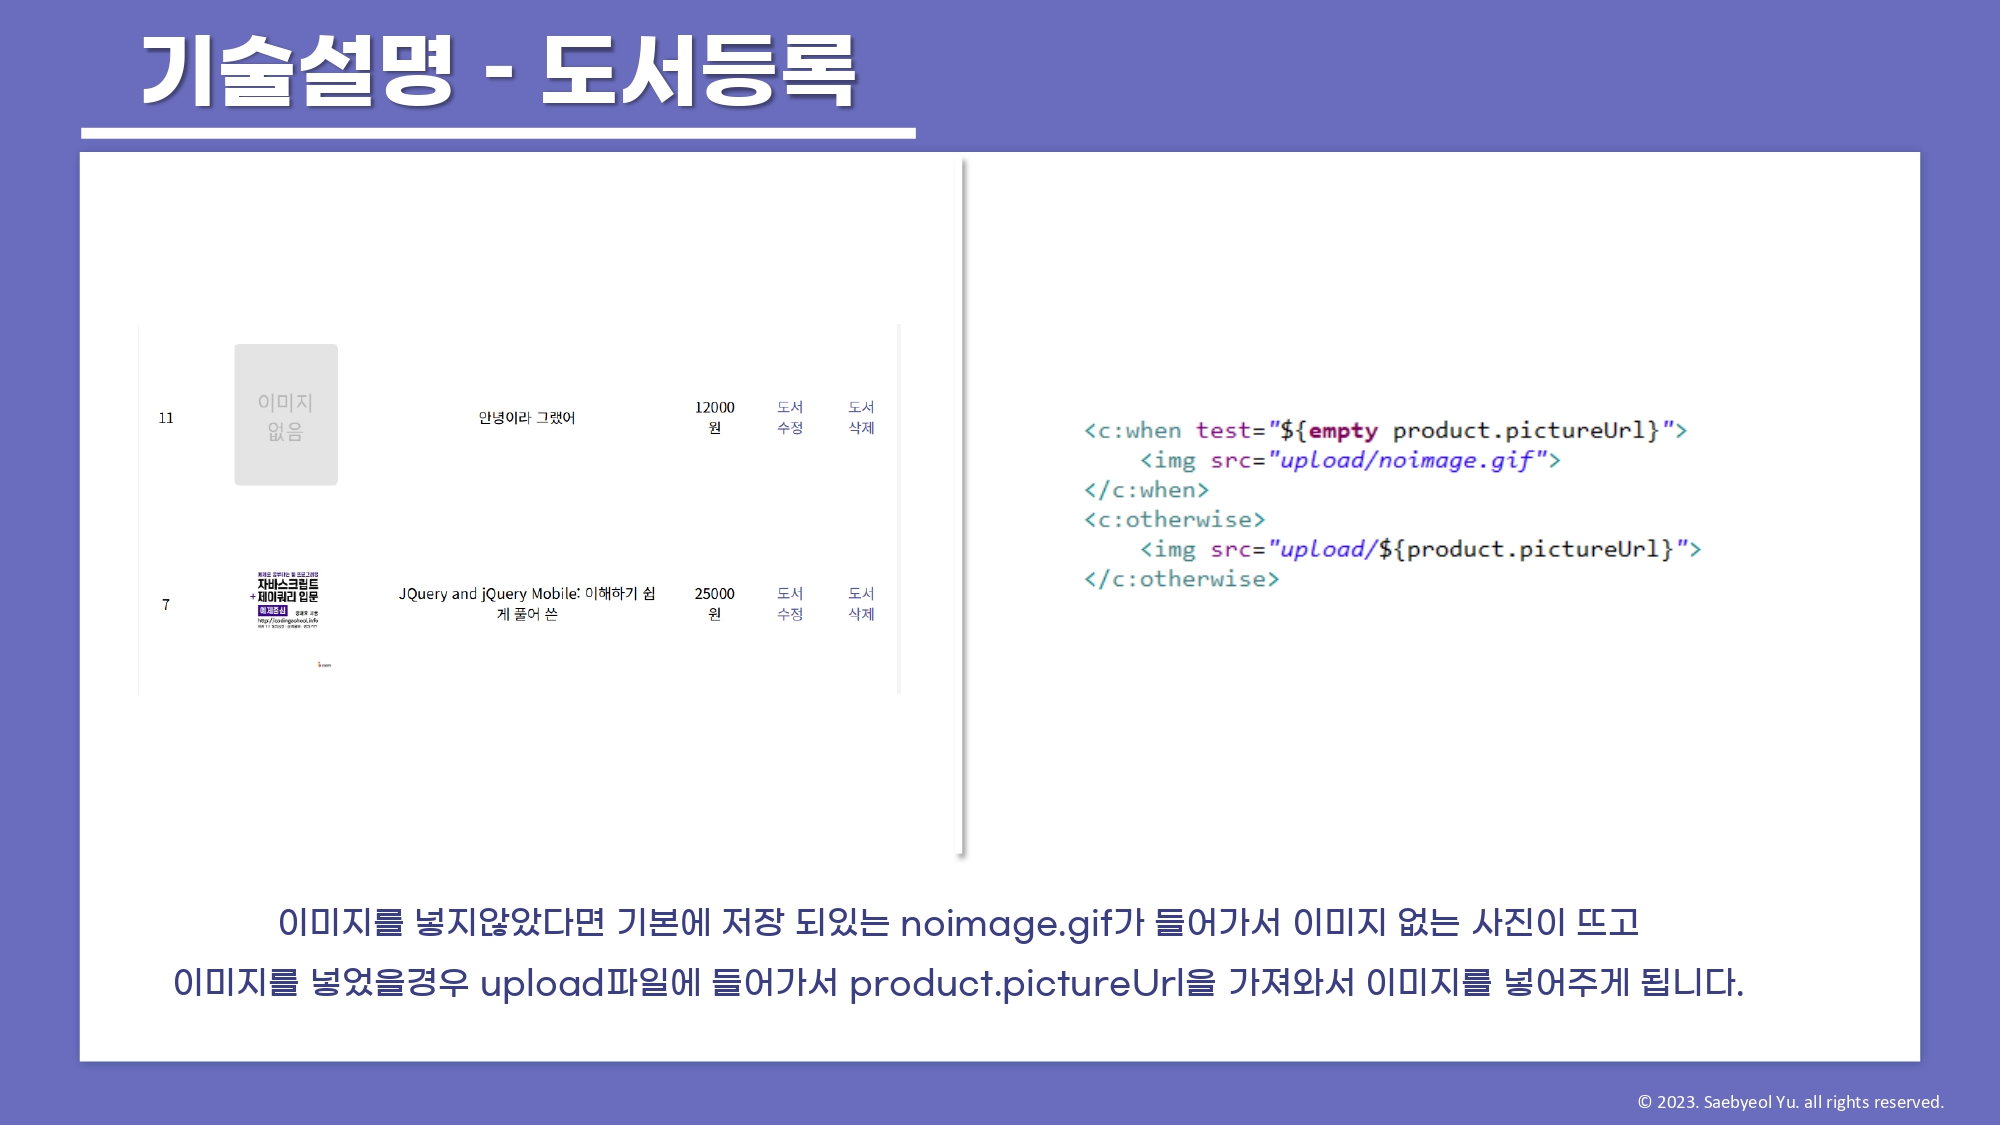 기술설명 - 도서등록
11
이미지
없음
안녕이라 그랬어
12000
원
도서
수정
도서
삭제
7
자바스크립트
+제이쿼리 입문
예제중심
http://codingschool.info
JQuery and jQuery Mobile: 이해하기 쉽
게 풀어 쓴
25000
원
도서
수정
도서
삭제
<c:when test="${empty product.pictureUrl}">
<img src="upload/noimage.gif">
</c:when>
<c:otherwise>
<img src="upload/${product.pictureUrl}">
</c:otherwise>
이미지를 넣지않았다면 기본에 저장 되있는 noimage.gif가 들어가서 이미지 없는 사진이 뜨고
이미지를 넣었을경우 upload파일에 들어가서 product.pictureUrl을 가져와서 이미지를 넣어주게 됩니다.
© 2023. Saebyeol Yu. all rights reserved.